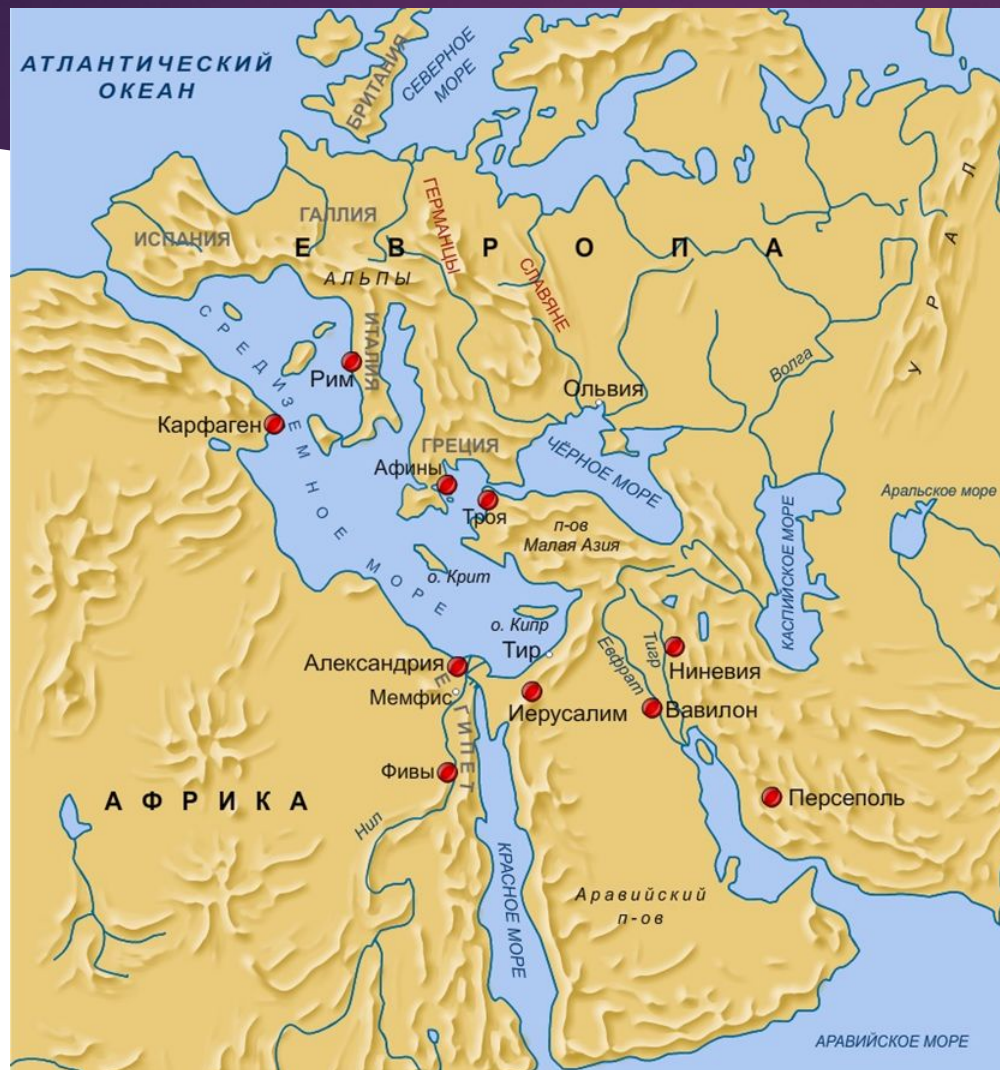 АТЛАНТИЧЕСКИЙ
ОКЕАН
БРИТАНИЯ
СЕВЕРНОЕ
МОРЕ
ГАЛЛИЯ
ИСПАНИЯ
ЕВРОПА
АЛЬПЫ
ГЕРМАНЦЫ
СЛАВЯНЕ
УРАЛ
СРЕДИЗЕМНОЕ МОРЕ
ИТАЛИЯ
Рим
Карфаген
Волга
Ольвия
ГРЕЦИЯ
ЧЁРНОЕ МОРЕ
Афины
Троя
п-ов
Малая Азия
КАСПИЙСКОЕ МОРЕ
Аральское море
о. Крит
о. Кипр
Тир
Евфрат
Тигр
Ниневия
Александрия
Мемфис
ЕГИПЕТ
Иерусалим
Вавилон
Фивы
АФРИКА
Нил
Персеполь
КРАСНОЕ МОРЕ
Аравийский
п-ов
АРАВИЙСКОЕ МОРЕ